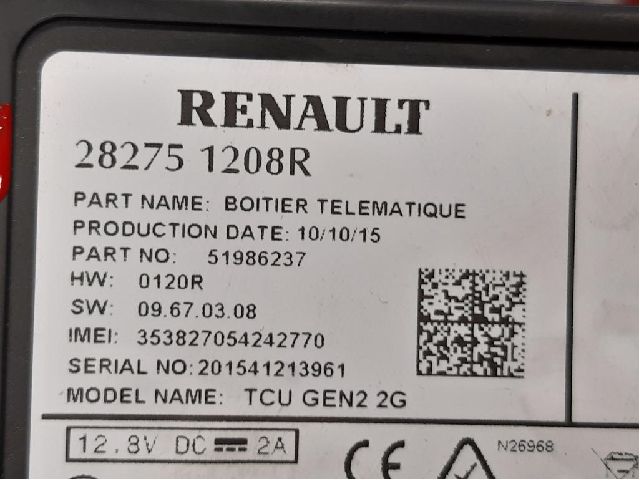 RENAULT
28275 1208R
PART NAME: BOITIER TELEMATIQUE
PRODUCTION DATE: 10/10/15
PART NO: 51986237
HW: 0120R
SW: 09.67.03.08
IMEI: 353827054242770
SERIAL NO: 201541213961
MODEL NAME: TCU GEN2 2G
12.8V DC 2A
CE N26968